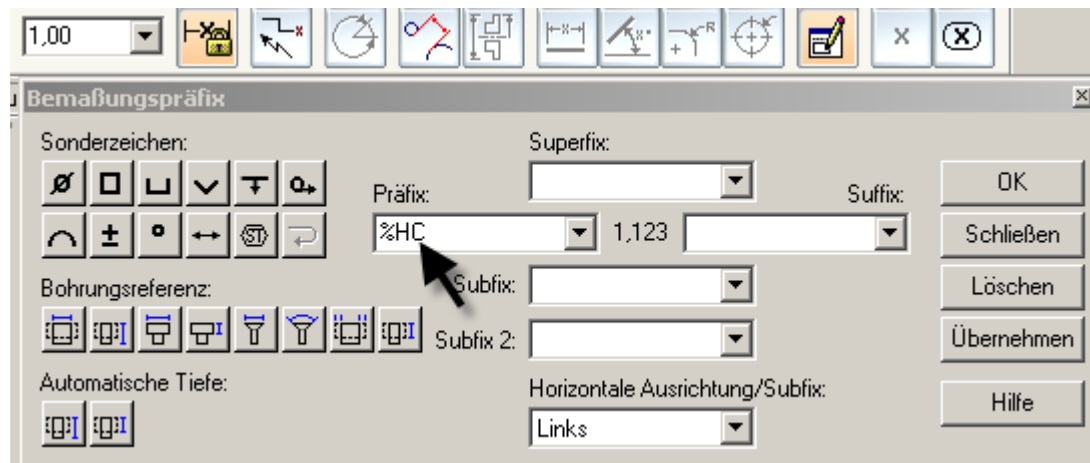 1,00
Bemaßungspräfix
Sonderzeichen:
Superfix:
Präfix:
Suffix:
OK
%HC
1,123
Schließen
Bohrungsreferenz:
Subfix:
Löschen
Subfix 2:
Übernehmen
Automatische Tiefe:
Horizontale Ausrichtung/Subfix:
Links
Hilfe